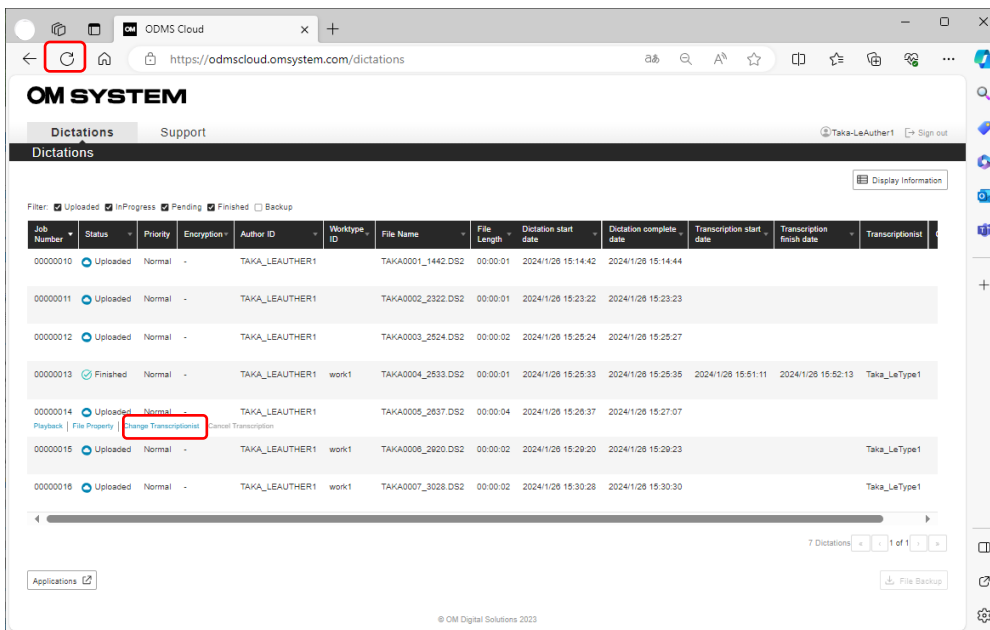 OM ODMS Cloud
https://odmscloud.omsystem.com/dictations
OM SYSTEM
Dictations Support Taka-LeAuther1 Sign out
Dictations
Display Information
Filter: Uploaded InProgress Pending Finished Backup
Job Number Status Priority Encryption Author ID Worktype ID File Name File Length Dictation start date Dictation complete date Transcription start date Transcription finish date Transcriptionist
00000010 Uploaded Normal - TAKA_LEAUTHER1 TAKA0001_1442.DS2 00:00:01 2024/1/26 15:14:42 2024/1/26 15:14:44
00000011 Uploaded Normal - TAKA_LEAUTHER1 TAKA0002_2322.DS2 00:00:01 2024/1/26 15:23:22 2024/1/26 15:23:23
00000012 Uploaded Normal - TAKA_LEAUTHER1 TAKA0003_2524.DS2 00:00:02 2024/1/26 15:25:24 2024/1/26 15:25:27
00000013 Finished Normal - TAKA_LEAUTHER1 work1 TAKA0004_2533.DS2 00:00:01 2024/1/26 15:25:33 2024/1/26 15:25:35 2024/1/26 15:51:11 2024/1/26 15:52:13 Taka_LeType1
00000014 Uploaded Normal - TAKA_LEAUTHER1 TAKA0005_2637.DS2 00:00:04 2024/1/26 15:26:37 2024/1/26 15:27:07
Playback | File Property | Change Transcriptionist Cancel Transcription
00000015 Uploaded Normal - TAKA_LEAUTHER1 work1 TAKA0006_2920.DS2 00:00:02 2024/1/26 15:29:20 2024/1/26 15:29:23 Taka_LeType1
00000016 Uploaded Normal - TAKA_LEAUTHER1 work1 TAKA0007_3028.DS2 00:00:02 2024/1/26 15:30:28 2024/1/26 15:30:30 Taka_LeType1
7 Dictations « ‹ 1 of 1 › »
Applications File Backup
© OM Digital Solutions 2023